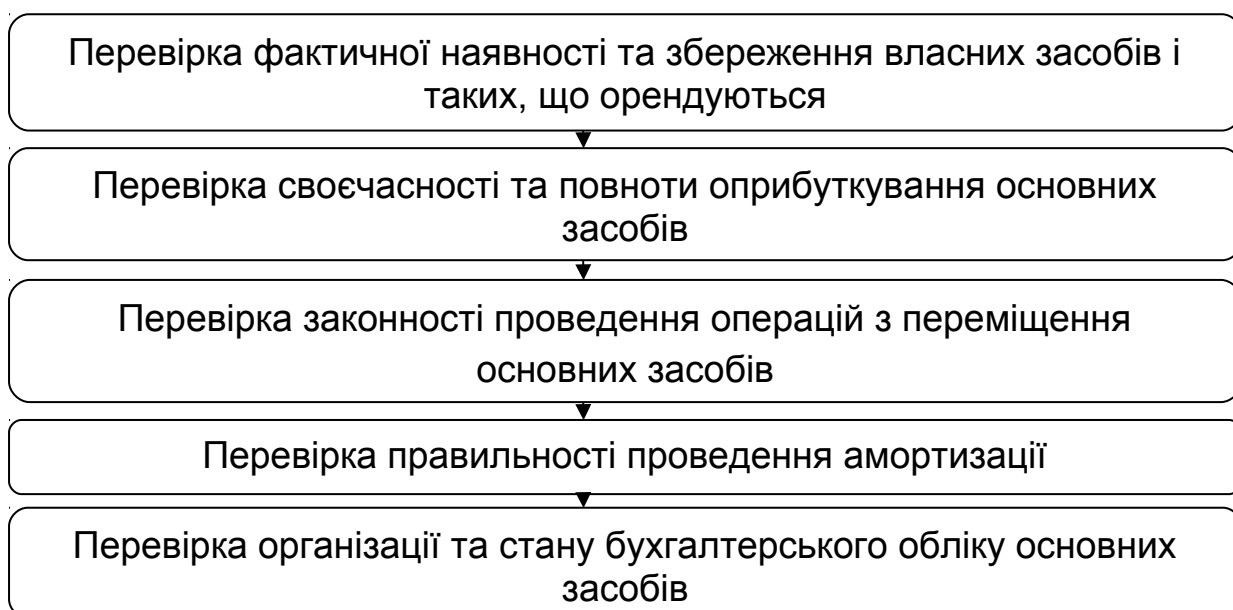 Перевірка фактичної наявності та збереження власних засобів і
таких, що орендуються
Перевірка своєчасності та повноти оприбуткування основних
засобів
Перевірка законності проведення операцій з переміщення
основних засобів
Перевірка правильності проведення амортизації
Перевірка організації та стану бухгалтерського обліку основних
засобів